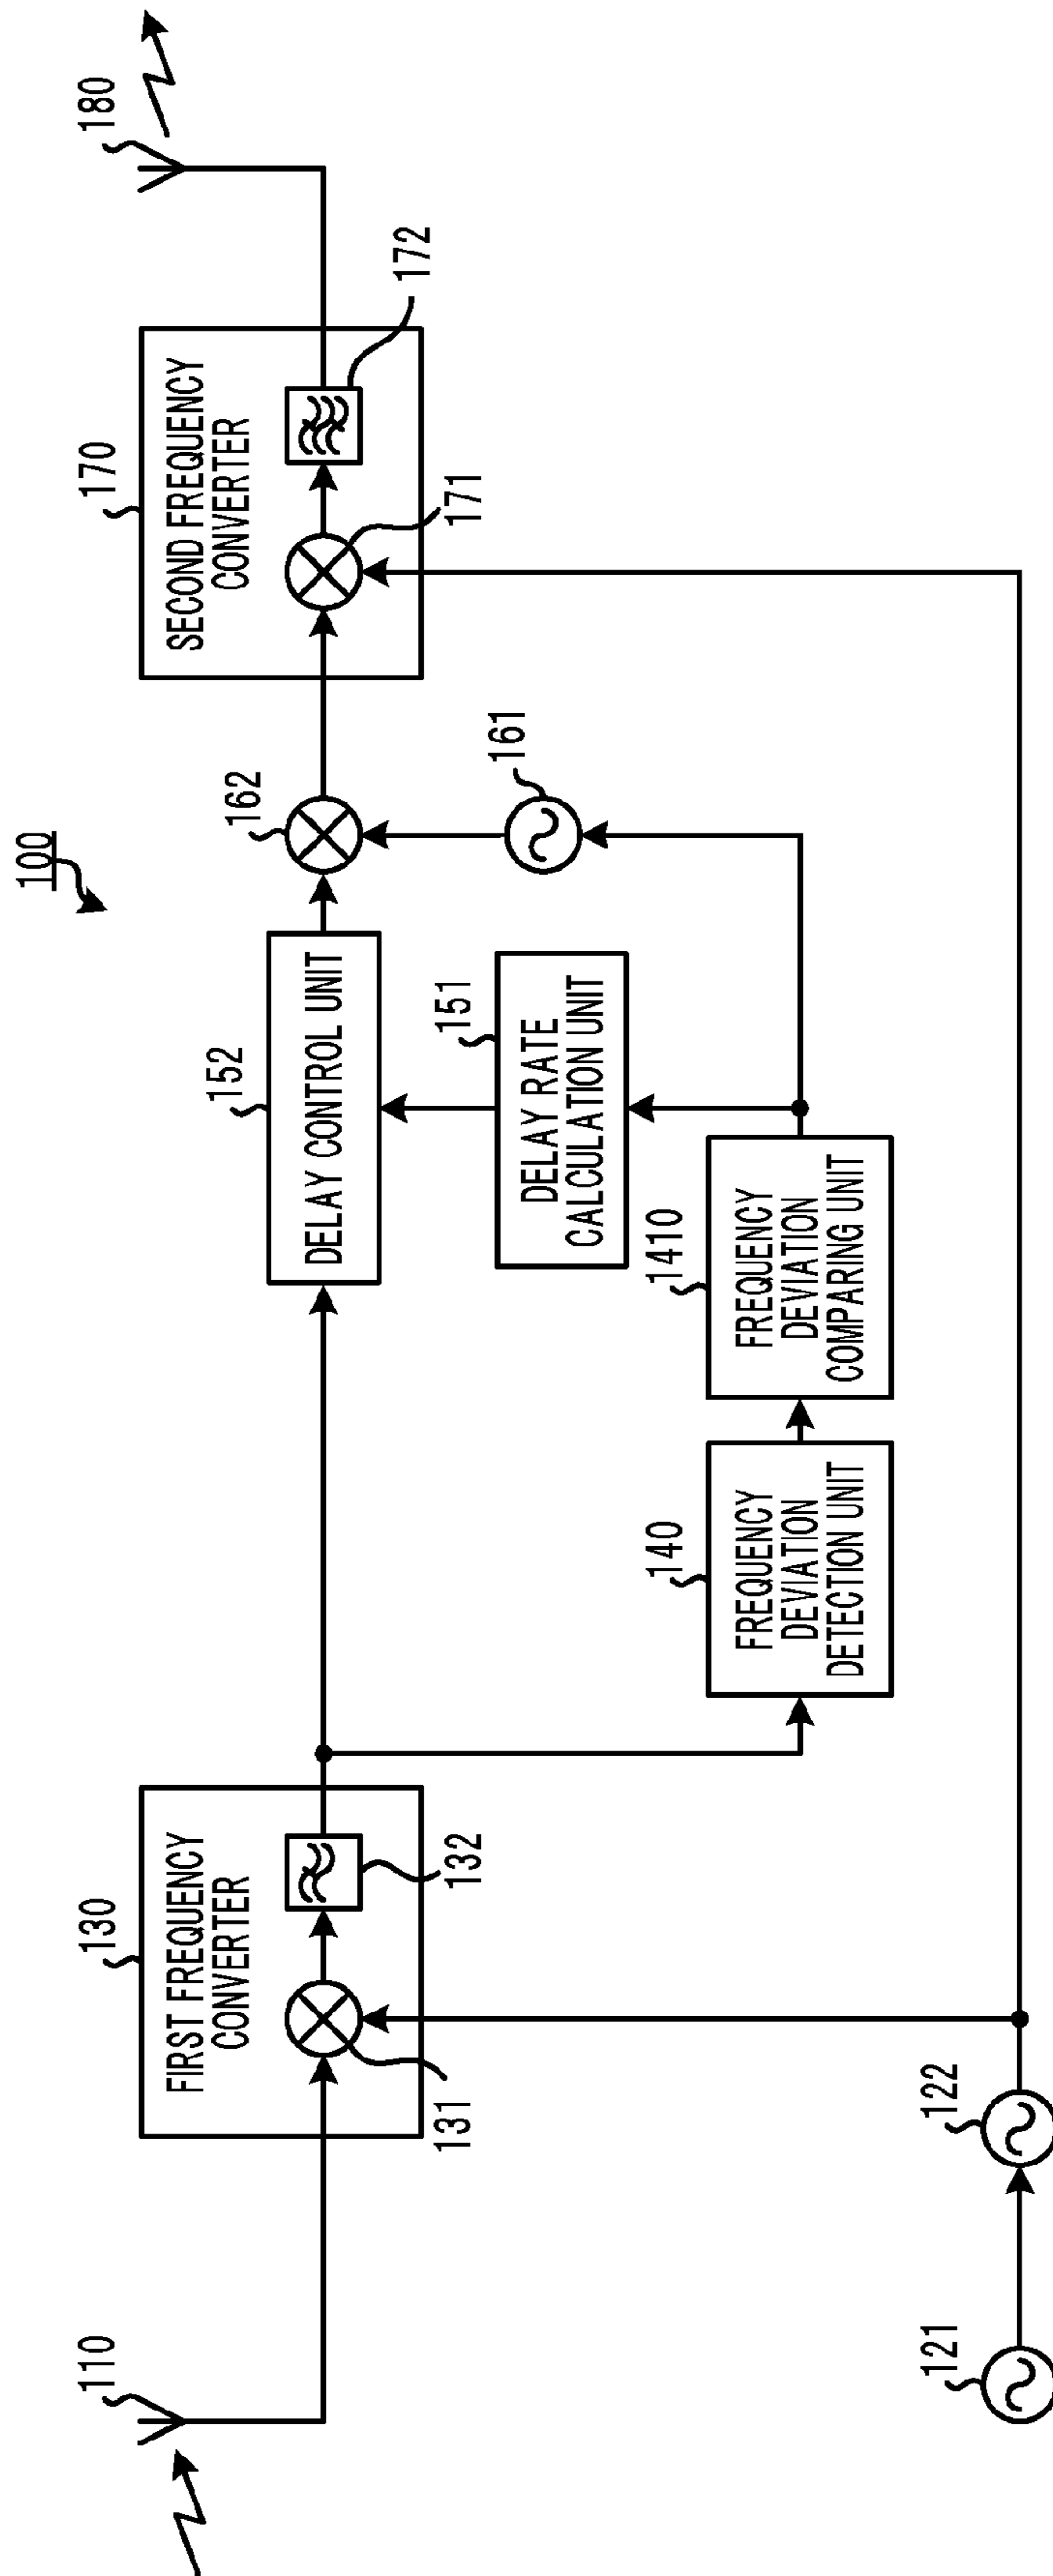 100
110
130
FIRST FREQUENCY
CONVERTER
131
132
152
DELAY CONTROL UNIT
162
170
SECOND FREQUENCY
CONVERTER
171
172
180
151
DELAY RATE
CALCULATION UNIT
161
140
FREQUENCY
DEVIATION
DETECTION UNIT
1410
FREQUENCY
DEVIATION
COMPARING UNIT
121
122